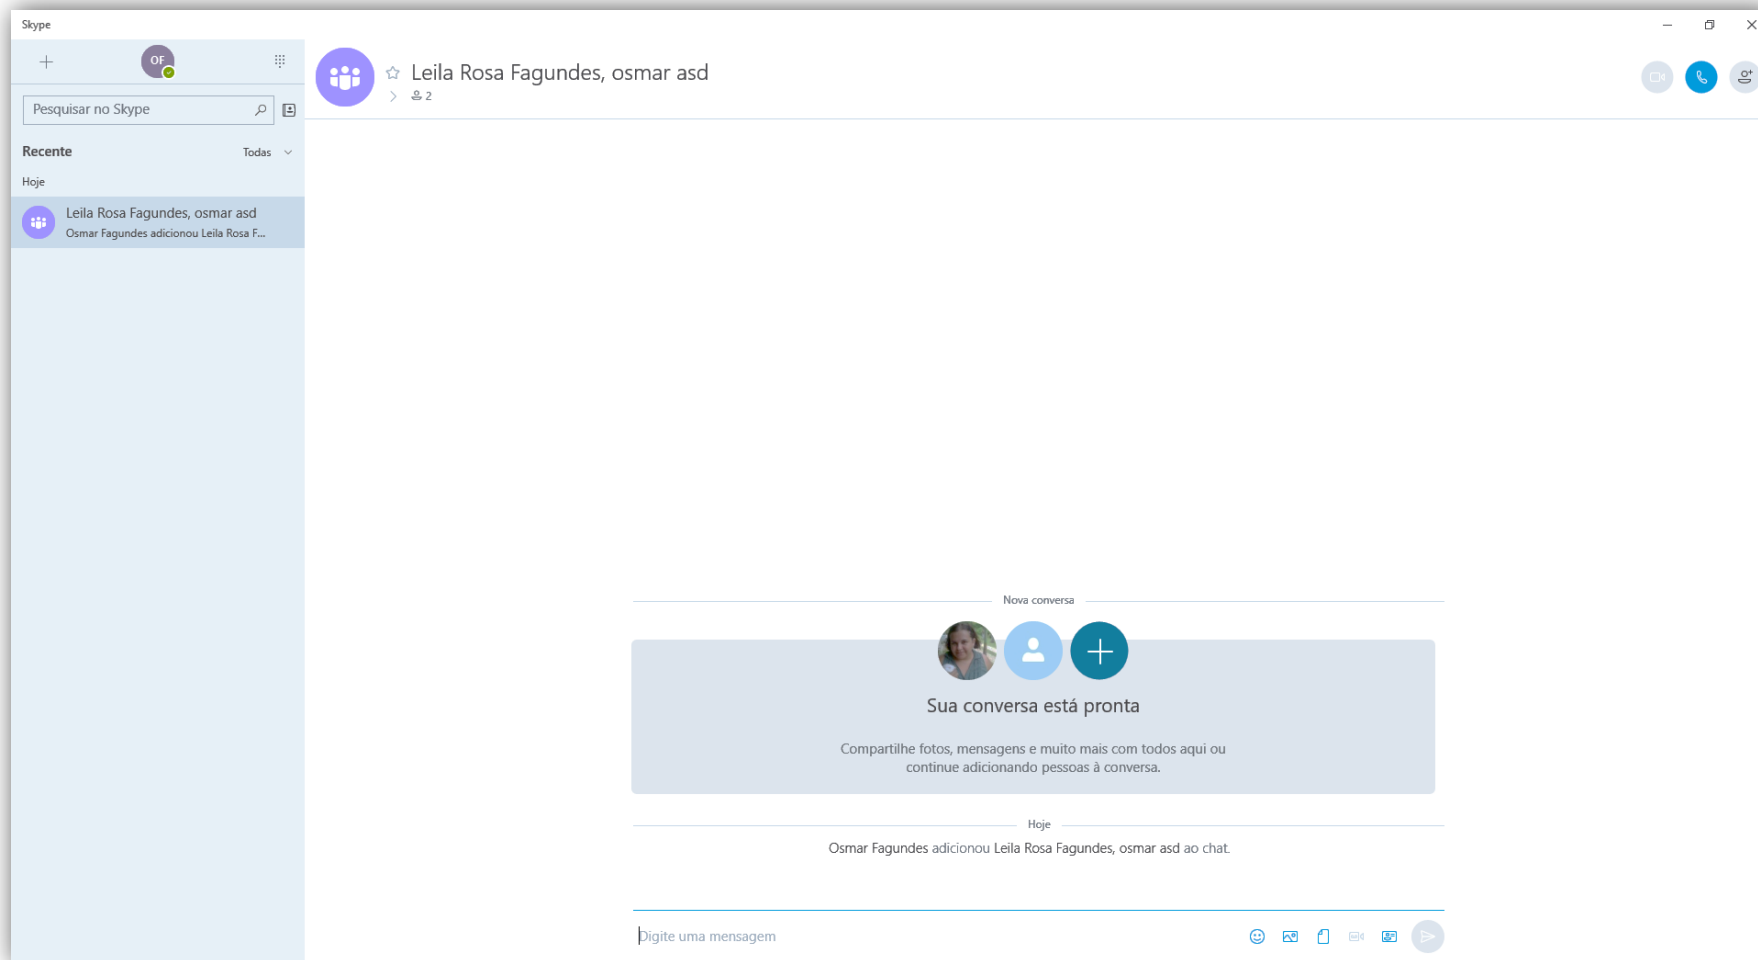 Skype
OF
Pesquisar no Skype
Recente
Todas
Hoje
Leila Rosa Fagundes, osmar asd
Osmar Fagundes adicionou Leila Rosa F...
Leila Rosa Fagundes, osmar asd
2
Nova conversa
Sua conversa está pronta
Compartilhe fotos, mensagens e muito mais com todos aqui ou
continue adicionando pessoas à conversa.
Hoje
Osmar Fagundes adicionou Leila Rosa Fagundes, osmar asd ao chat.
Digite uma mensagem